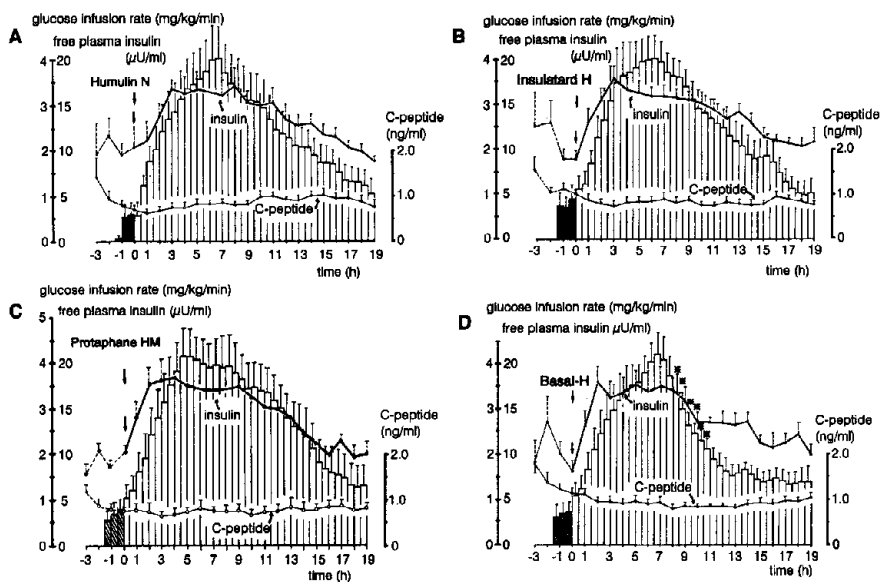 A
glucose infusion rate (mg/kg/min)
free plasma insulin
(µU/ml)
Humulin N
insulin
C-peptide
(ng/ml)
C-peptide
4 20
3 15
2 10
1 5
0 0
2.0
1.0
0
-3 -1 0 1 3 5 7 9 11 13 15 17 19
time (h)
B
glucose infusion rate (mg/kg/min)
free plasma insulin
(µU/ml)
Insulatard H
insulin
C-peptide
(ng/ml)
C-peptide
4 20
3 15
2 10
1 5
0 0
2.0
1.0
0
-3 -1 0 1 3 5 7 9 11 13 15 17 19
time (h)
C
glucose infusion rate (mg/kg/min)
free plasma insulin (µU/ml)
Protaphane HM
insulin
C-peptide
(ng/ml)
C-peptide
5
4 20
3 15
2 10
1 5
0 0
2.0
1.0
0
-3 -1 0 1 3 5 7 9 11 13 15 17 19
time (h)
D
glucose infusion rate (mg/kg/min)
free plasma insulin µU/ml)
Basal-H
insulin
C-peptide
(ng/ml)
C-peptide
5
4 20
3 15
2 10
1 5
0 0
2.0
1.0
0
-3 -1 0 1 3 5 7 9 11 13 15 17 19
time (h)